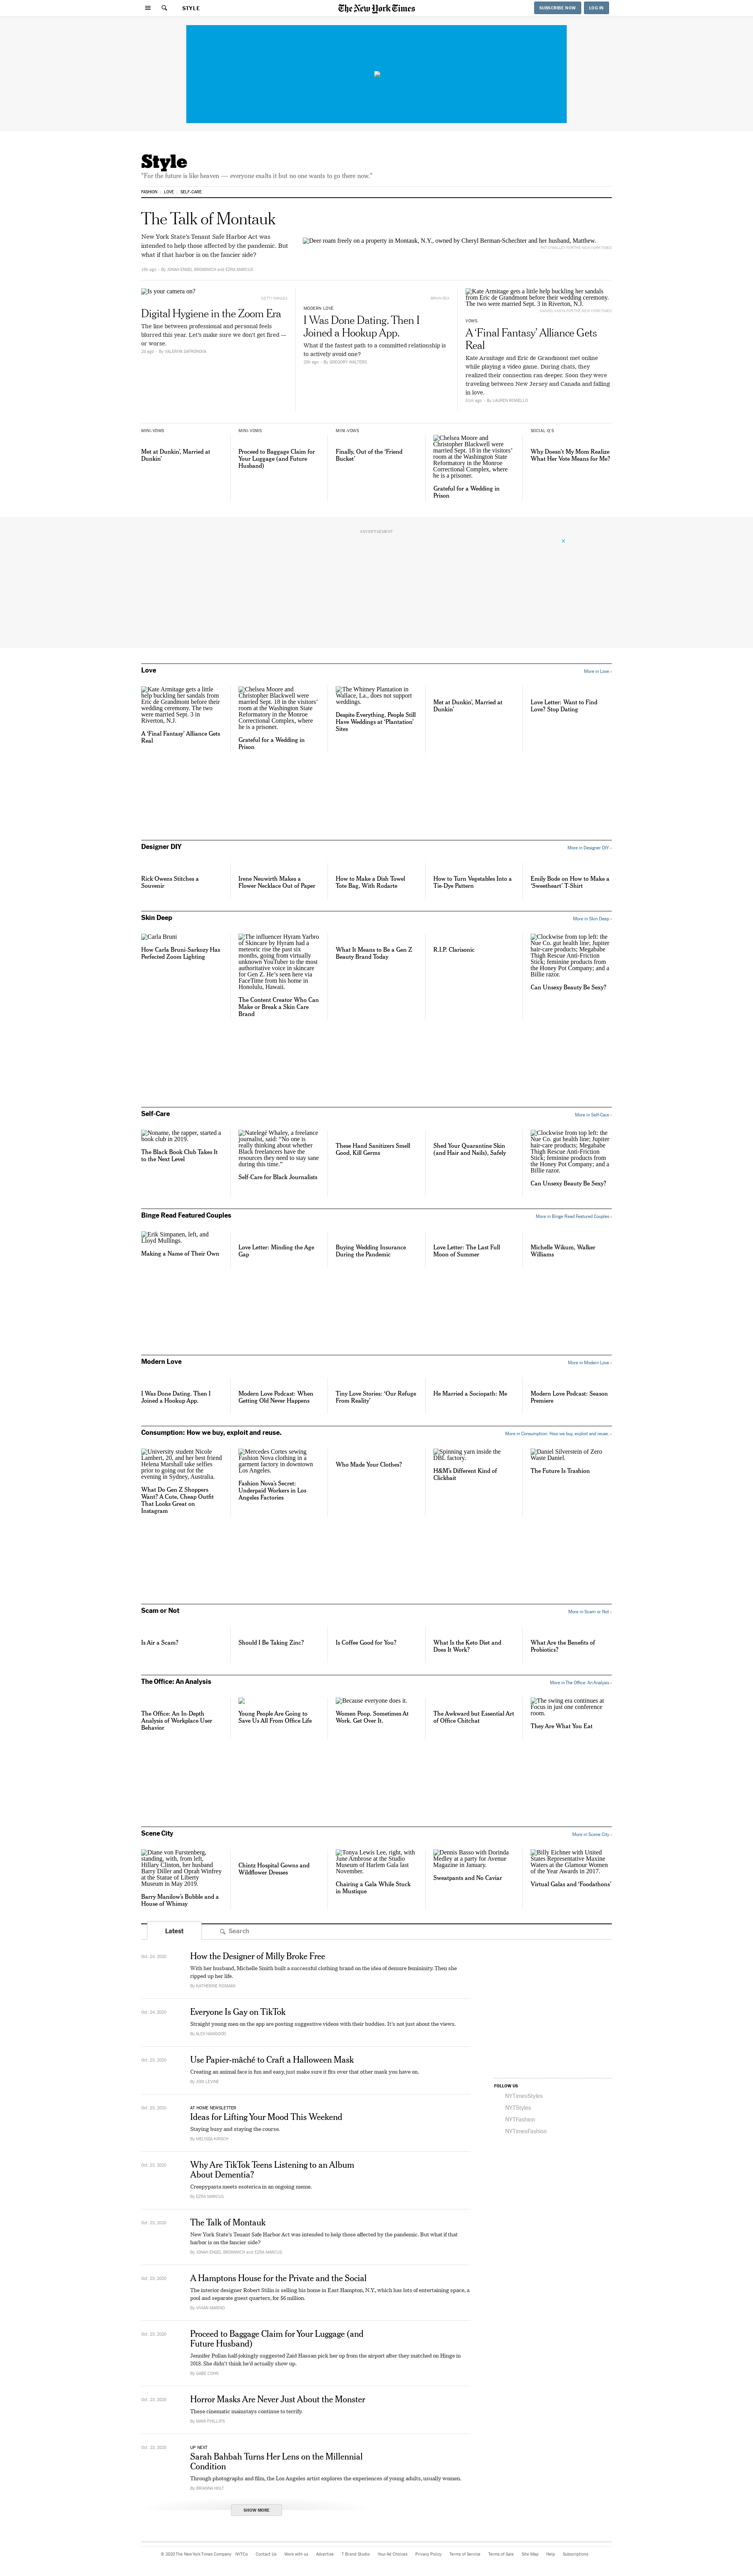 STYLE
The New York Times
SUBSCRIBE NOW
LOG IN
Style
"For the future is like heaven — everyone exalts it but no one wants to go there now."
FASHION LOVE SELF-CARE
The Talk of Montauk
New York State's Tenant Safe Harbor Act was
intended to help those affected by the pandemic. But
what if that harbor is on the fancier side?
By JONAH ENGEL BROMWICH and EZRA MARCUS
Deer roam freely on a property in Montauk, N.Y., owned by Cheryl Berman-Schechter and her husband, Matthew.
Is your camera on?
GETTY IMAGES
Digital Hygiene in the Zoom Era
The line between professional and personal feels
blurred this year. Let's make sure we don't get fired —
or worse.
2d ago · By VALERIYA SAFRONOVA
BRIAN REA
MODERN LOVE
I Was Done Dating. Then I
Joined a Hookup App.
What if the fastest path to a committed relationship is
to actively avoid one?
By GREGORY WALTERS
Kate Armitage gets a little help buckling her sandals
from Eric de Grandmont before their wedding ceremony.
The two were married Sept. 3 in Riverton, N.J.
VOWS
A 'Final Fantasy' Alliance Gets
Real
Kate Armitage and Eric de Grandmont met online
while playing a video game. During chats, they
realized their connection ran deeper. Soon they were
traveling between New Jersey and Canada and falling
in love.
By LAUREN ROWELLO
MINI-VOWS
Met at Dunkin', Married at
Dunkin'
MINI-VOWS
Proceed to Baggage Claim for
Your Luggage (and Future
Husband)
MINI-VOWS
Finally, Out of the 'Friend
Bucket'
Chelsea Moore and
Christopher Blackwell were
married Sept. 18 in the visitors'
room at the Washington State
Reformatory in the Monroe
Correctional Complex, where
he is a prisoner.
Grateful for a Wedding in
Prison
SOCIAL Q'S
Why Doesn't My Mom Realize
What Her Vote Means for Me?
ADVERTISEMENT
Love
More in Love ›
Kate Armitage gets a little
help buckling her sandals from
Eric de Grandmont before their
wedding ceremony. The two
were married Sept. 3 in
Riverton, N.J.
A 'Final Fantasy' Alliance Gets
Real
Chelsea Moore and
Christopher Blackwell were
married Sept. 18 in the visitors'
room at the Washington State
Reformatory in the Monroe
Correctional Complex, where
he is a prisoner.
Grateful for a Wedding in
Prison
The Whitney Plantation in
Wallace, La., does not support
weddings.
Despite Everything, People Still
Have Weddings at 'Plantation'
Sites
Met at Dunkin', Married at
Dunkin'
Love Letter: Want to Find
Love? Stop Dating
Designer DIY
More in Designer DIY ›
Rick Owens Stitches a
Souvenir
Irene Neuwirth Makes a
Flower Necklace Out of Paper
How to Make a Dish Towel
Tote Bag, With Rodarte
How to Turn Vegetables Into a
Tie-Dye Pattern
Emily Bode on How to Make a
'Sweetheart' T-Shirt
Skin Deep
More in Skin Deep ›
Carla Bruni
How Carla Bruni-Sarkozy Has
Perfected Zoom Lighting
The influencer Hyram Yarbro
of Skincare by Hyram had a
meteoric rise the past six
months, going from virtually
unknown YouTuber to the most
authoritative voice in skincare
for Gen Z. He's seen here via
FaceTime from his home in
Honolulu, Hawaii.
The Content Creator Who Can
Make or Break a Skin Care
Brand
What It Means to Be a Gen Z
Beauty Brand Today
R.I.P. Clarisonic
Clockwise from top left: the
Nue Co. gut health line; Jupiter
hair-care products; Megababe
Thigh Rescue Anti-Friction
Stick; feminine products from
the Honey Pot Company; and a
Billie razor.
Can Unsexy Beauty Be Sexy?
Self-Care
More in Self-Care ›
Noname, the rapper, started a
book club in 2019.
The Black Book Club Takes It
to the Next Level
Natelegé Whaley, a freelance
journalist, said: "No one is
really thinking about whether
Black freelancers have the
resources they need to stay sane
during this time."
Self-Care for Black Journalists
These Hand Sanitizers Smell
Good, Kill Germs
Shed Your Quarantine Skin
(and Hair and Nails), Safely
Clockwise from top left: the
Nue Co. gut health line; Jupiter
hair-care products; Megababe
Thigh Rescue Anti-Friction
Stick; feminine products from
the Honey Pot Company; and a
Billie razor.
Can Unsexy Beauty Be Sexy?
Binge Read Featured Couples
More in Binge Read Featured Couples ›
Erik Simpanen, left, and
Lloyd Mullings.
Making a Name of Their Own
Love Letter: Minding the Age
Gap
Buying Wedding Insurance
During the Pandemic
Love Letter: The Last Full
Moon of Summer
Michelle Wikum, Walker
Williams
Modern Love
More in Modern Love ›
I Was Done Dating. Then I
Joined a Hookup App.
Modern Love Podcast: When
Getting Old Never Happens
Tiny Love Stories: 'Our Refuge
From Reality'
He Married a Sociopath: Me
Modern Love Podcast: Season
Premiere
Consumption: How we buy, exploit and reuse.
More in Consumption: How we buy, exploit and reuse. ›
University student Nicole
Lambert, 20, and her best friend
Helena Marshall take selfies
prior to going out for the
evening in Sydney, Australia.
What Do Gen Z Shoppers
Want? A Cute, Cheap Outfit
That Looks Great on
Instagram
Mercedes Cortes sewing
Fashion Nova clothing in a
garment factory in downtown
Los Angeles.
Fashion Nova's Secret:
Underpaid Workers in Los
Angeles Factories
Who Made Your Clothes?
Spinning yarn inside the
DBL factory.
H&M's Different Kind of
Clickbait
Daniel Silverstein of Zero
Waste Daniel.
The Future Is Trashion
Scam or Not
More in Scam or Not ›
Is Air a Scam?
Should I Be Taking Zinc?
Is Coffee Good for You?
What Is the Keto Diet and
Does It Work?
What Are the Benefits of
Probiotics?
The Office: An Analysis
More in The Office: An Analysis ›
The Office: An In-Depth
Analysis of Workplace User
Behavior
Young People Are Going to
Save Us All From Office Life
Because everyone does it.
Women Poop. Sometimes At
Work. Get Over It.
The Awkward but Essential Art
of Office Chitchat
The swing era continues at
Focus in just one conference
room.
They Are What You Eat
Scene City
More in Scene City ›
Diane von Furstenberg,
standing, with, from left,
Hillary Clinton, her husband
Barry Diller and Oprah Winfrey
at the Statue of Liberty
Museum in May 2019.
Barry Manilow's Bubble and a
House of Whimsy
Chintz Hospital Gowns and
Wildflower Dresses
Tonya Lewis Lee, right, with
June Ambrose at the Studio
Museum of Harlem Gala last
November.
Chairing a Gala While Stuck
in Mustique
Dennis Basso with Dorinda
Medley at a party for Avenue
Magazine in January.
Sweatpants and No Caviar
Billy Eichner with United
States Representative Maxine
Waters at the Glamour Women
of the Year Awards in 2017.
Virtual Galas and 'Foodathons'
Latest
Search
Oct. 24, 2020
How the Designer of Milly Broke Free
With her husband, Michelle Smith built a successful clothing brand on the idea of demure femininity. Then she
ripped up her life.
By KATHERINE ROSMAN
Oct. 24, 2020
Everyone Is Gay on TikTok
Straight young men on the app are posting suggestive videos with their buddies. It's not just about the views.
By ALEX HAWGOOD
Oct. 23, 2020
Use Papier-mâché to Craft a Halloween Mask
Creating an animal face is fun and easy, just make sure it fits over that other mask you have on.
By JODI LEVINE
Oct. 23, 2020
AT HOME NEWSLETTER
Ideas for Lifting Your Mood This Weekend
Staying busy and staying the course.
By MELISSA KIRSCH
Oct. 23, 2020
Why Are TikTok Teens Listening to an Album
About Dementia?
Creepypasta meets esoterica in an ongoing meme.
By EZRA MARCUS
Oct. 23, 2020
The Talk of Montauk
New York State's Tenant Safe Harbor Act was intended to help those affected by the pandemic. But what if that
harbor is on the fancier side?
By JONAH ENGEL BROMWICH and EZRA MARCUS
Oct. 23, 2020
A Hamptons House for the Private and the Social
The interior designer Robert Stilin is selling his home in East Hampton, N.Y., which has lots of entertaining space, a
pool and separate guest quarters, for $6 million.
By VIVIAN MARINO
Oct. 23, 2020
Proceed to Baggage Claim for Your Luggage (and
Future Husband)
Jennifer Pollan half-jokingly suggested Zaid Hassan pick her up from the airport after they matched on Hinge in
2018. She didn't think he'd actually show up.
By GABE COHN
Oct. 23, 2020
Horror Masks Are Never Just About the Monster
These cinematic mainstays continue to terrify.
By MAYA PHILLIPS
Oct. 23, 2020
UP NEXT
Sarah Bahbah Turns Her Lens on the Millennial
Condition
Through photographs and film, the Los Angeles artist explores the experiences of young adults, usually women.
By BRIANNA HOLT
SHOW MORE
FOLLOW US
NYTimesStyles
NYTStyles
NYTFashion
NYTimesFashion
© 2020 The New York Times Company NYTCo Contact Us Work with us Advertise T Brand Studio Your Ad Choices Privacy Policy Terms of Service Terms of Sale Site Map Help Subscriptions